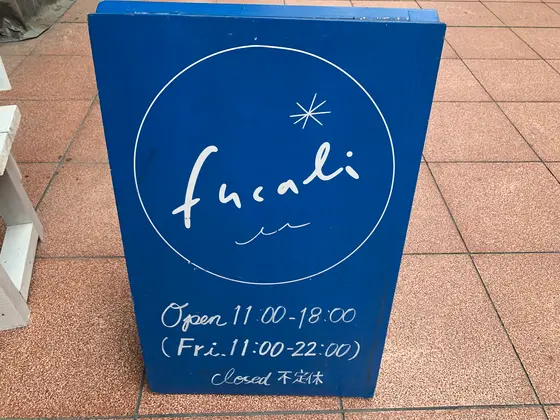 fucali
Open 11:00-18:00
(Fri. 11:00-22:00)
closed 不定休